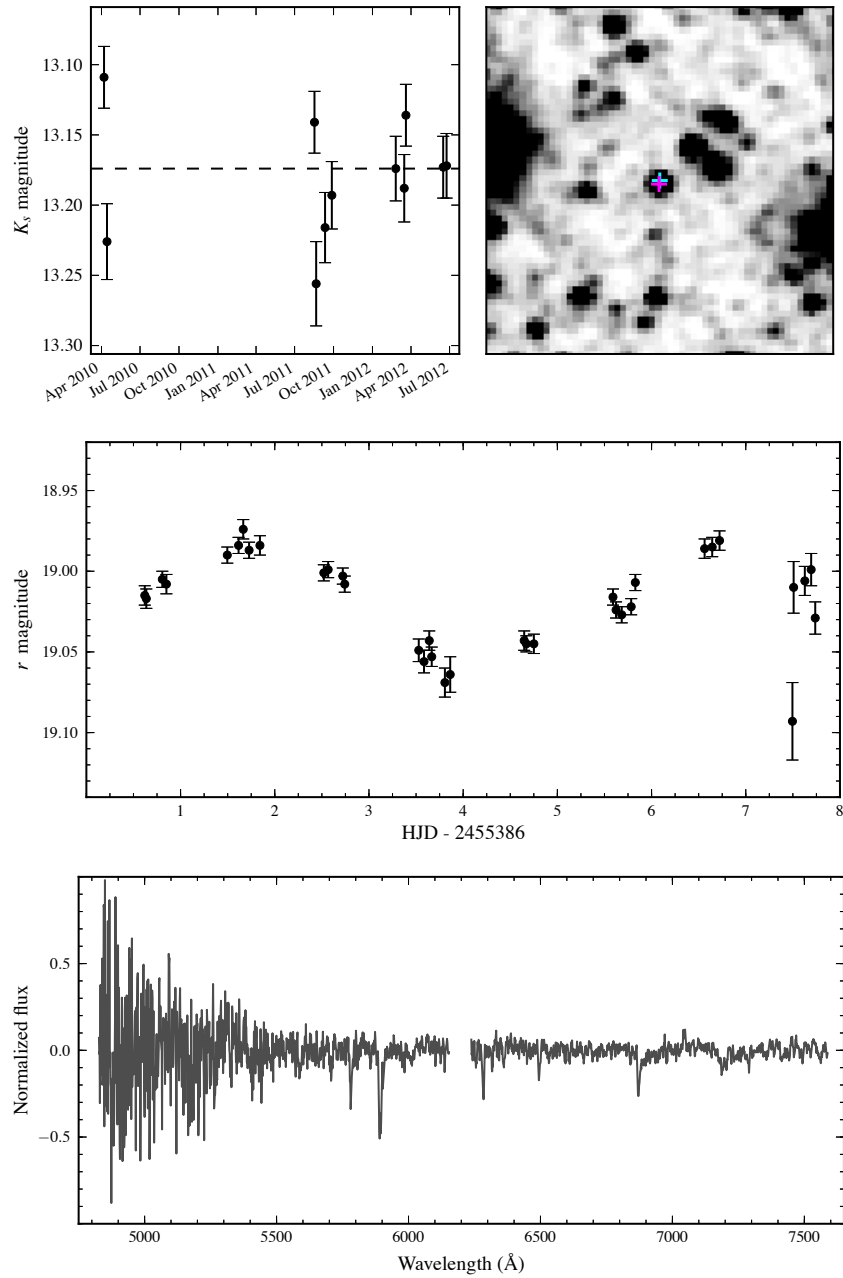 13.10
13.15
13.20
13.25
13.30
K_s magnitude
Apr 2010
Jul 2010
Oct 2010
Jan 2011
Apr 2011
Jul 2011
Oct 2011
Jan 2012
Apr 2012
Jul 2012
18.95
19.00
19.05
19.10
r magnitude
1 2 3 4 5 6 7 8
HJD - 2455386
0.5
0.0
−0.5
Normalized flux
5000 5500 6000 6500 7000 7500
Wavelength (Å)